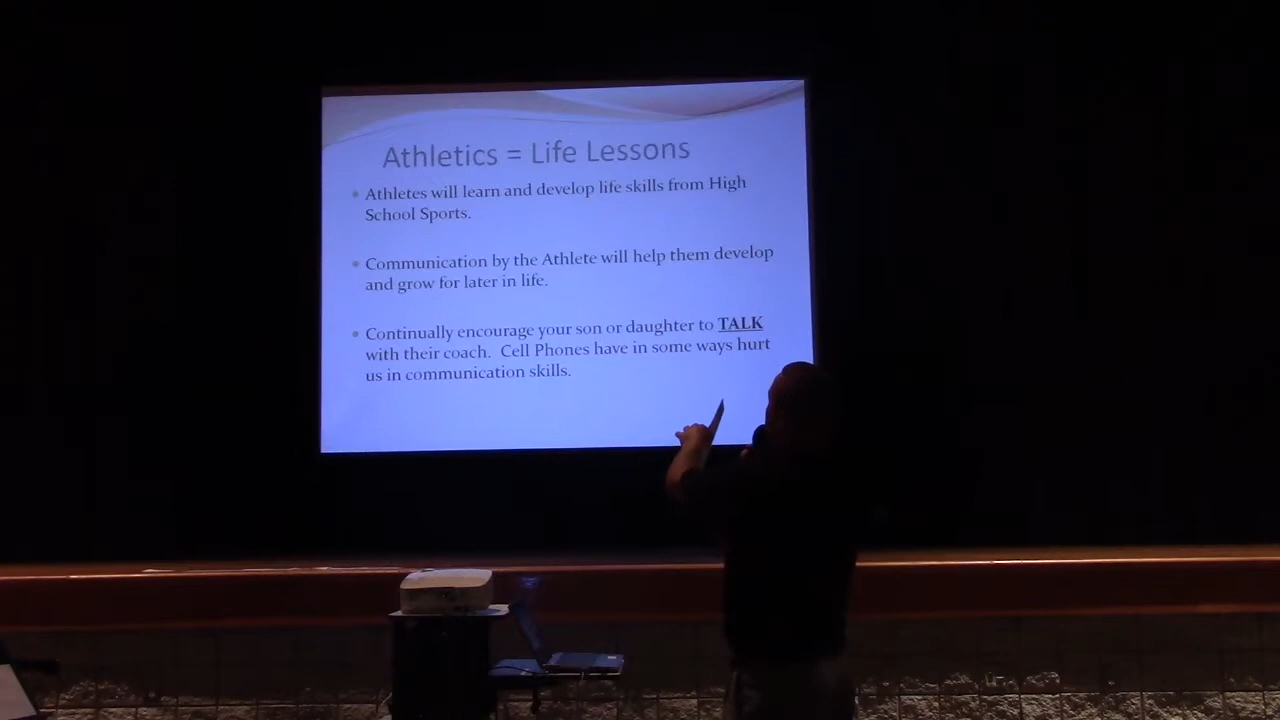 Athletics = Life Lessons
Athletes will learn and develop life skills from High
School Sports.
Communication by the Athlete will help them develop
and grow for later in life.
Continually encourage your son or daughter to TALK
with their coach. Cell Phones have in some ways hurt
us in communication skills.